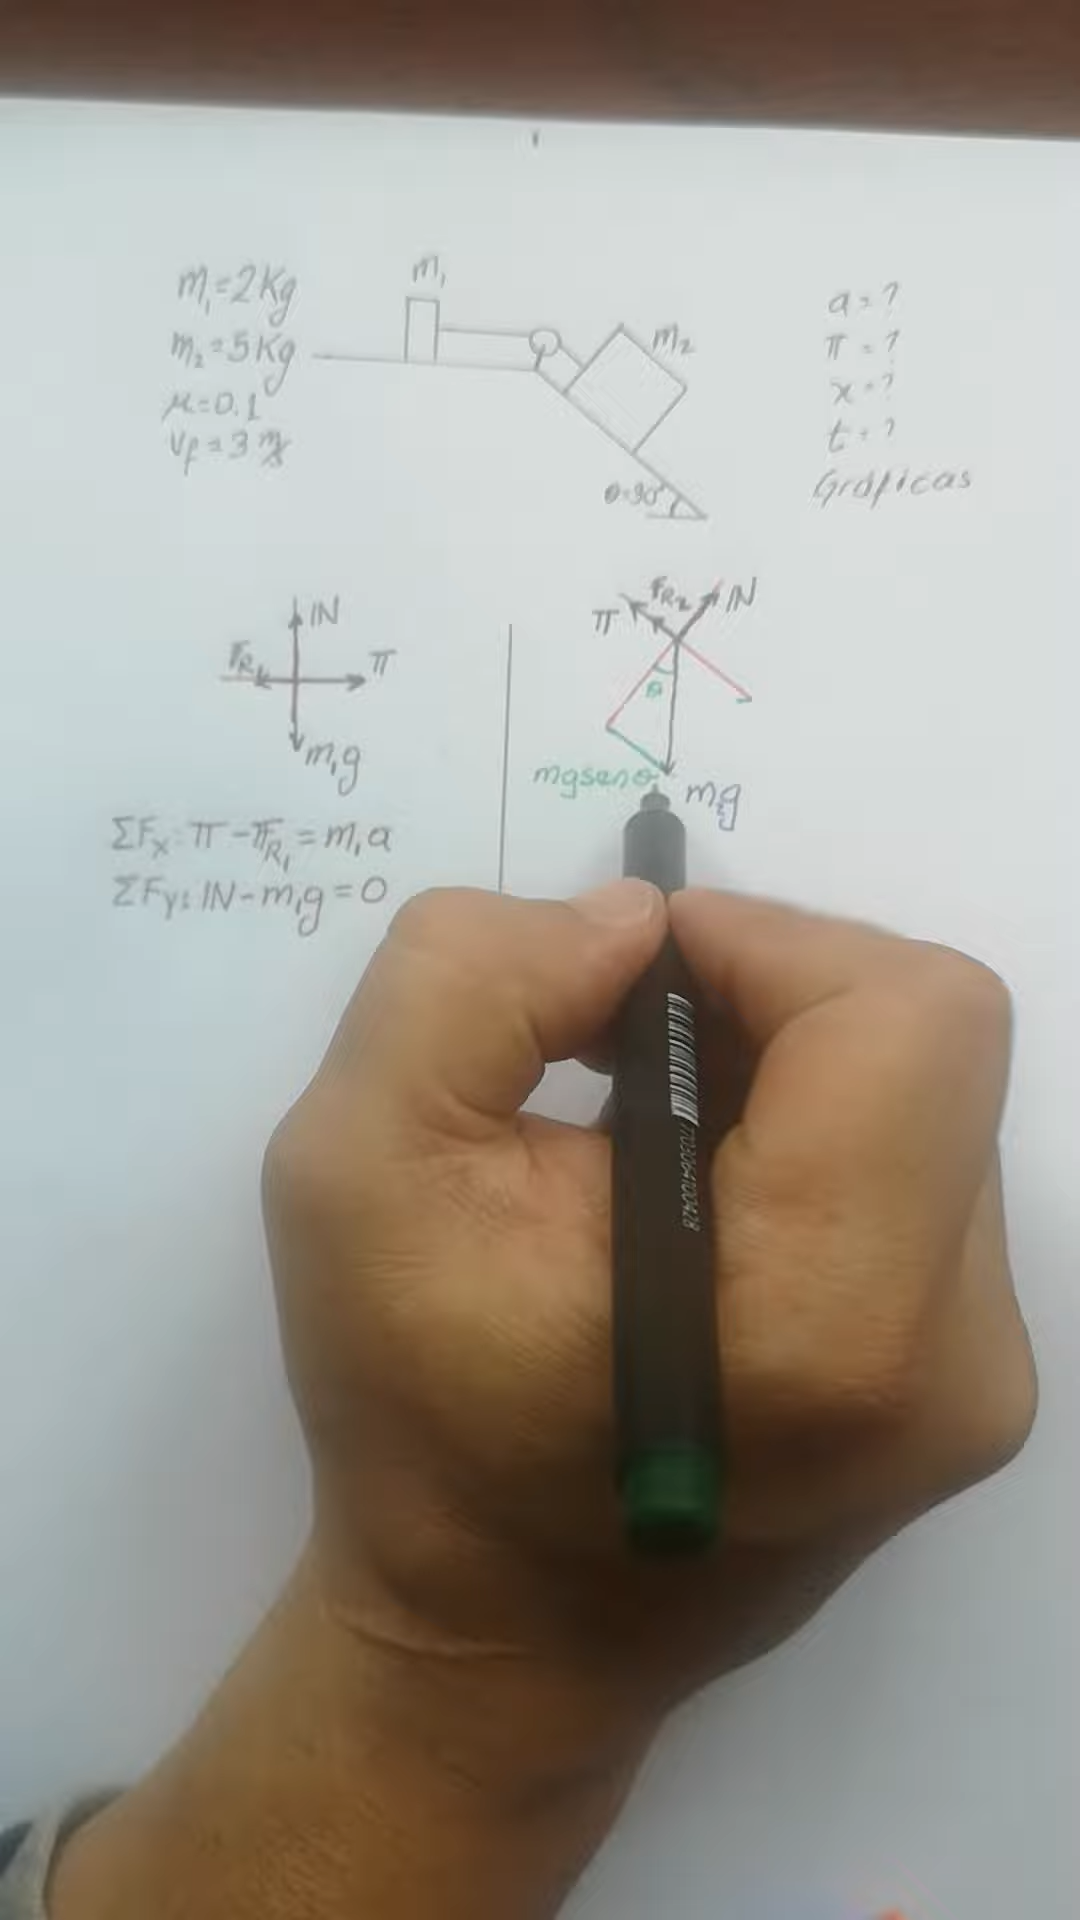 m₁=2Kg
m₂=5Kg
μ=0.1
Vf=3 m/s
m₁
m₂
θ=30°
a=?
π=?
x=?
t=?
Gráficas
IN
FR₁
π
m₁g
ΣFx: π-FR₁=m₁a
ΣFy: IN-m₁g=0
π
FR₂
IN
θ
mgsenθ
m₂g